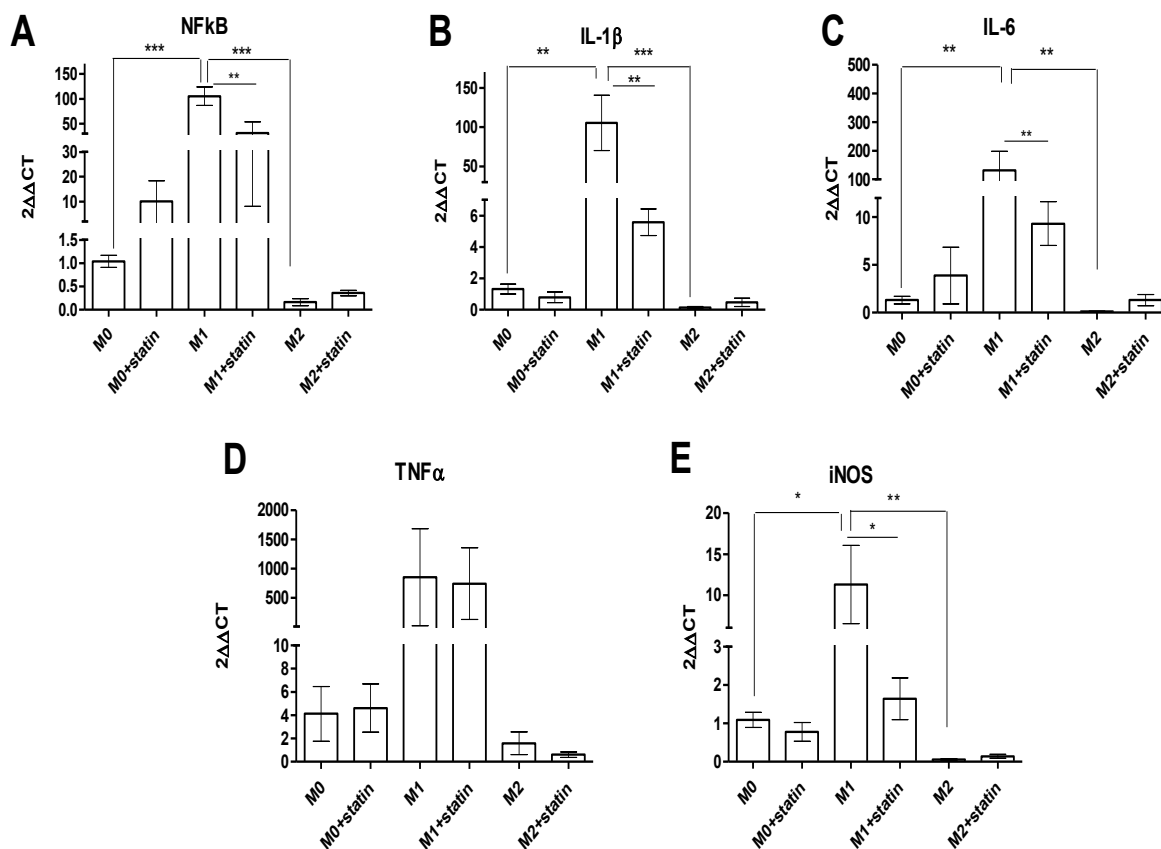 A
NFkB
***
***
**
2ΔΔCT
150
125
100
75
50
30
20
10
1.5
1.0
0.5
0.0
M0
M0+statin
M1
M1+statin
M2
M2+statin
B
IL-1β
**
***
**
2ΔΔCT
150
100
50
6
4
2
0
M0
M0+statin
M1
M1+statin
M2
M2+statin
C
IL-6
**
**
**
2ΔΔCT
500
400
300
200
100
10
5
0
M0
M0+statin
M1
M1+statin
M2
M2+statin
D
TNFα
2ΔΔCT
2000
1500
1000
500
10
8
6
4
2
0
M0
M0+statin
M1
M1+statin
M2
M2+statin
E
iNOS
*
**
*
2ΔΔCT
20
15
10
3
2
1
0
M0
M0+statin
M1
M1+statin
M2
M2+statin